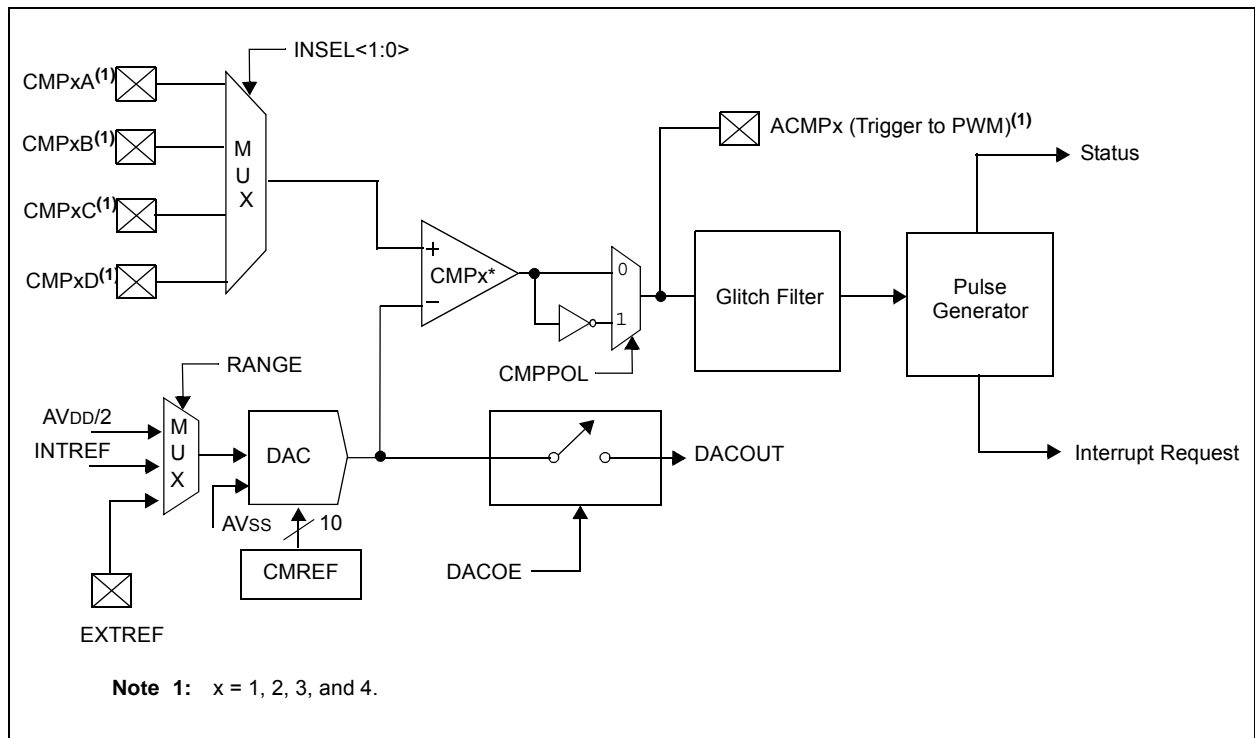 INSEL<1:0>
CMPxA(1)
CMPxB(1)
CMPxC(1)
CMPxD(1)
M
U
X
ACMPx (Trigger to PWM)(1)
Status
+
CMPx*
–
0
1
CMPPOL
Glitch Filter
Pulse
Generator
Interrupt Request
RANGE
AVDD/2
INTREF
M
U
X
DAC
AVSS
10
CMREF
EXTREF
DACOUT
DACOE
Note 1: x = 1, 2, 3, and 4.